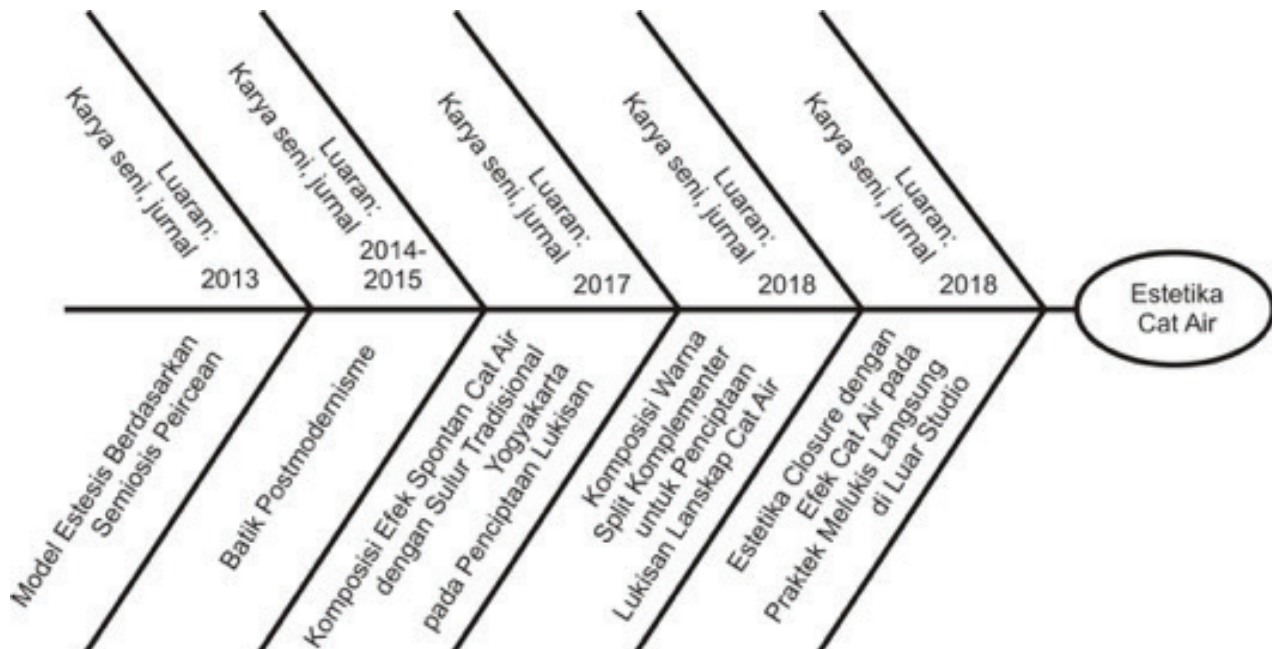 Luaran:
Karya seni, jurnal
2013
Luaran:
Karya seni, jurnal
2014-
2015
Luaran:
Karya seni, jurnal
2017
Luaran:
Karya seni, jurnal
2018
Luaran:
Karya seni, jurnal
2018
Estetika
Cat Air
Model Estesis Berdasarkan
Semiosis Peircean
Batik Postmodernisme
Komposisi Efek Spontan Cat Air
dengan Sulur Tradisional
Yogyakarta
pada Penciptaan Lukisan
Komposisi Warna
Split Komplementer
untuk Penciptaan
Lukisan Lanskap Cat Air
Estetika Closure dengan
Efek Cat Air pada
Praktek Melukis Langsung
di Luar Studio